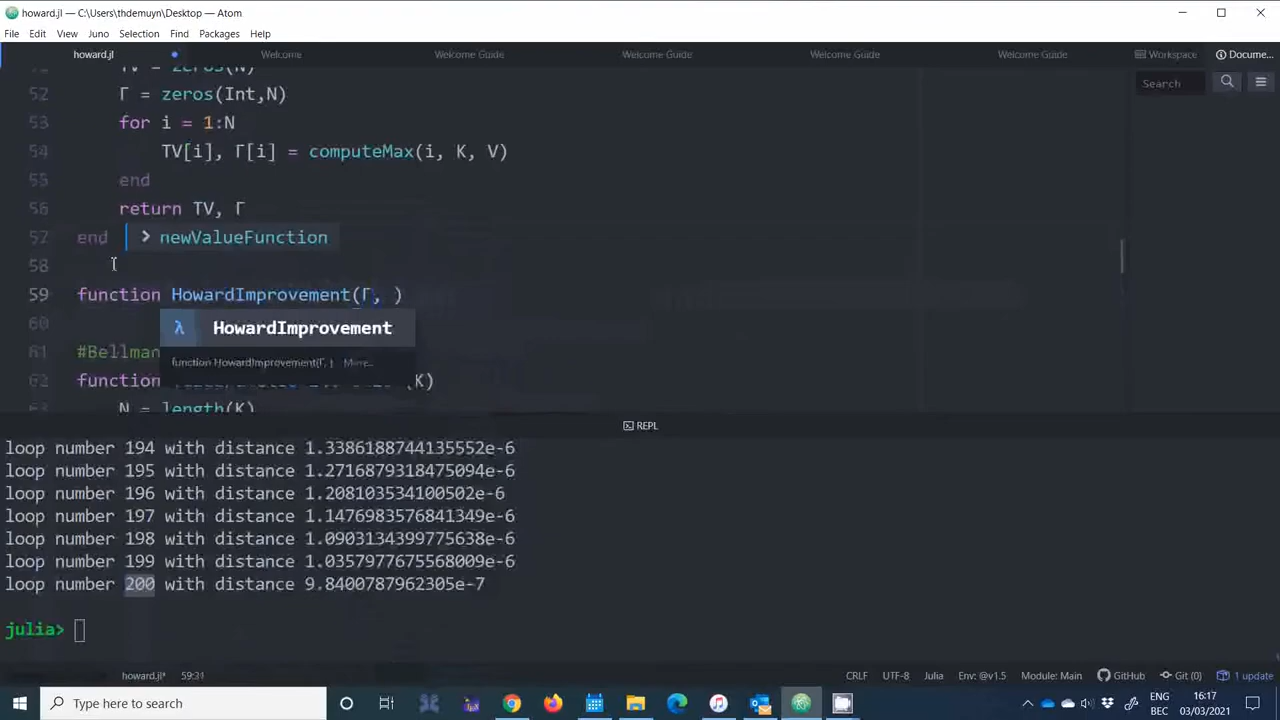 howard.jl — C:\Users\thdemuyn\Desktop — Atom
File Edit View Juno Selection Find Packages Help
howard.jl Welcome Welcome Guide Welcome Guide Welcome Guide Welcome Guide Workspace Docume...
Search
TV = zeros(N)
52 Γ = zeros(Int,N)
53 for i = 1:N
54 TV[i], Γ[i] = computeMax(i, K, V)
55 end
56 return TV, Γ
57 end > newValueFunction
58
59 function HowardImprovement(Γ, )
60 λ HowardImprovement
61 #Bellman
function HowardImprovement(Γ, ) More..
62 function (K)
63 N = length(K)
REPL
loop number 194 with distance 1.3386188744135552e-6
loop number 195 with distance 1.2716879318475094e-6
loop number 196 with distance 1.208103534100502e-6
loop number 197 with distance 1.1476983576841349e-6
loop number 198 with distance 1.0903134399775638e-6
loop number 199 with distance 1.0357977675568009e-6
loop number 200 with distance 9.8400787962305e-7
julia>
howard.jl* 59:31 CRLF UTF-8 Julia Env: @v1.5 Module: Main GitHub Git (0) 1 update
Type here to search
ENG 16:17
BEC 03/03/2021